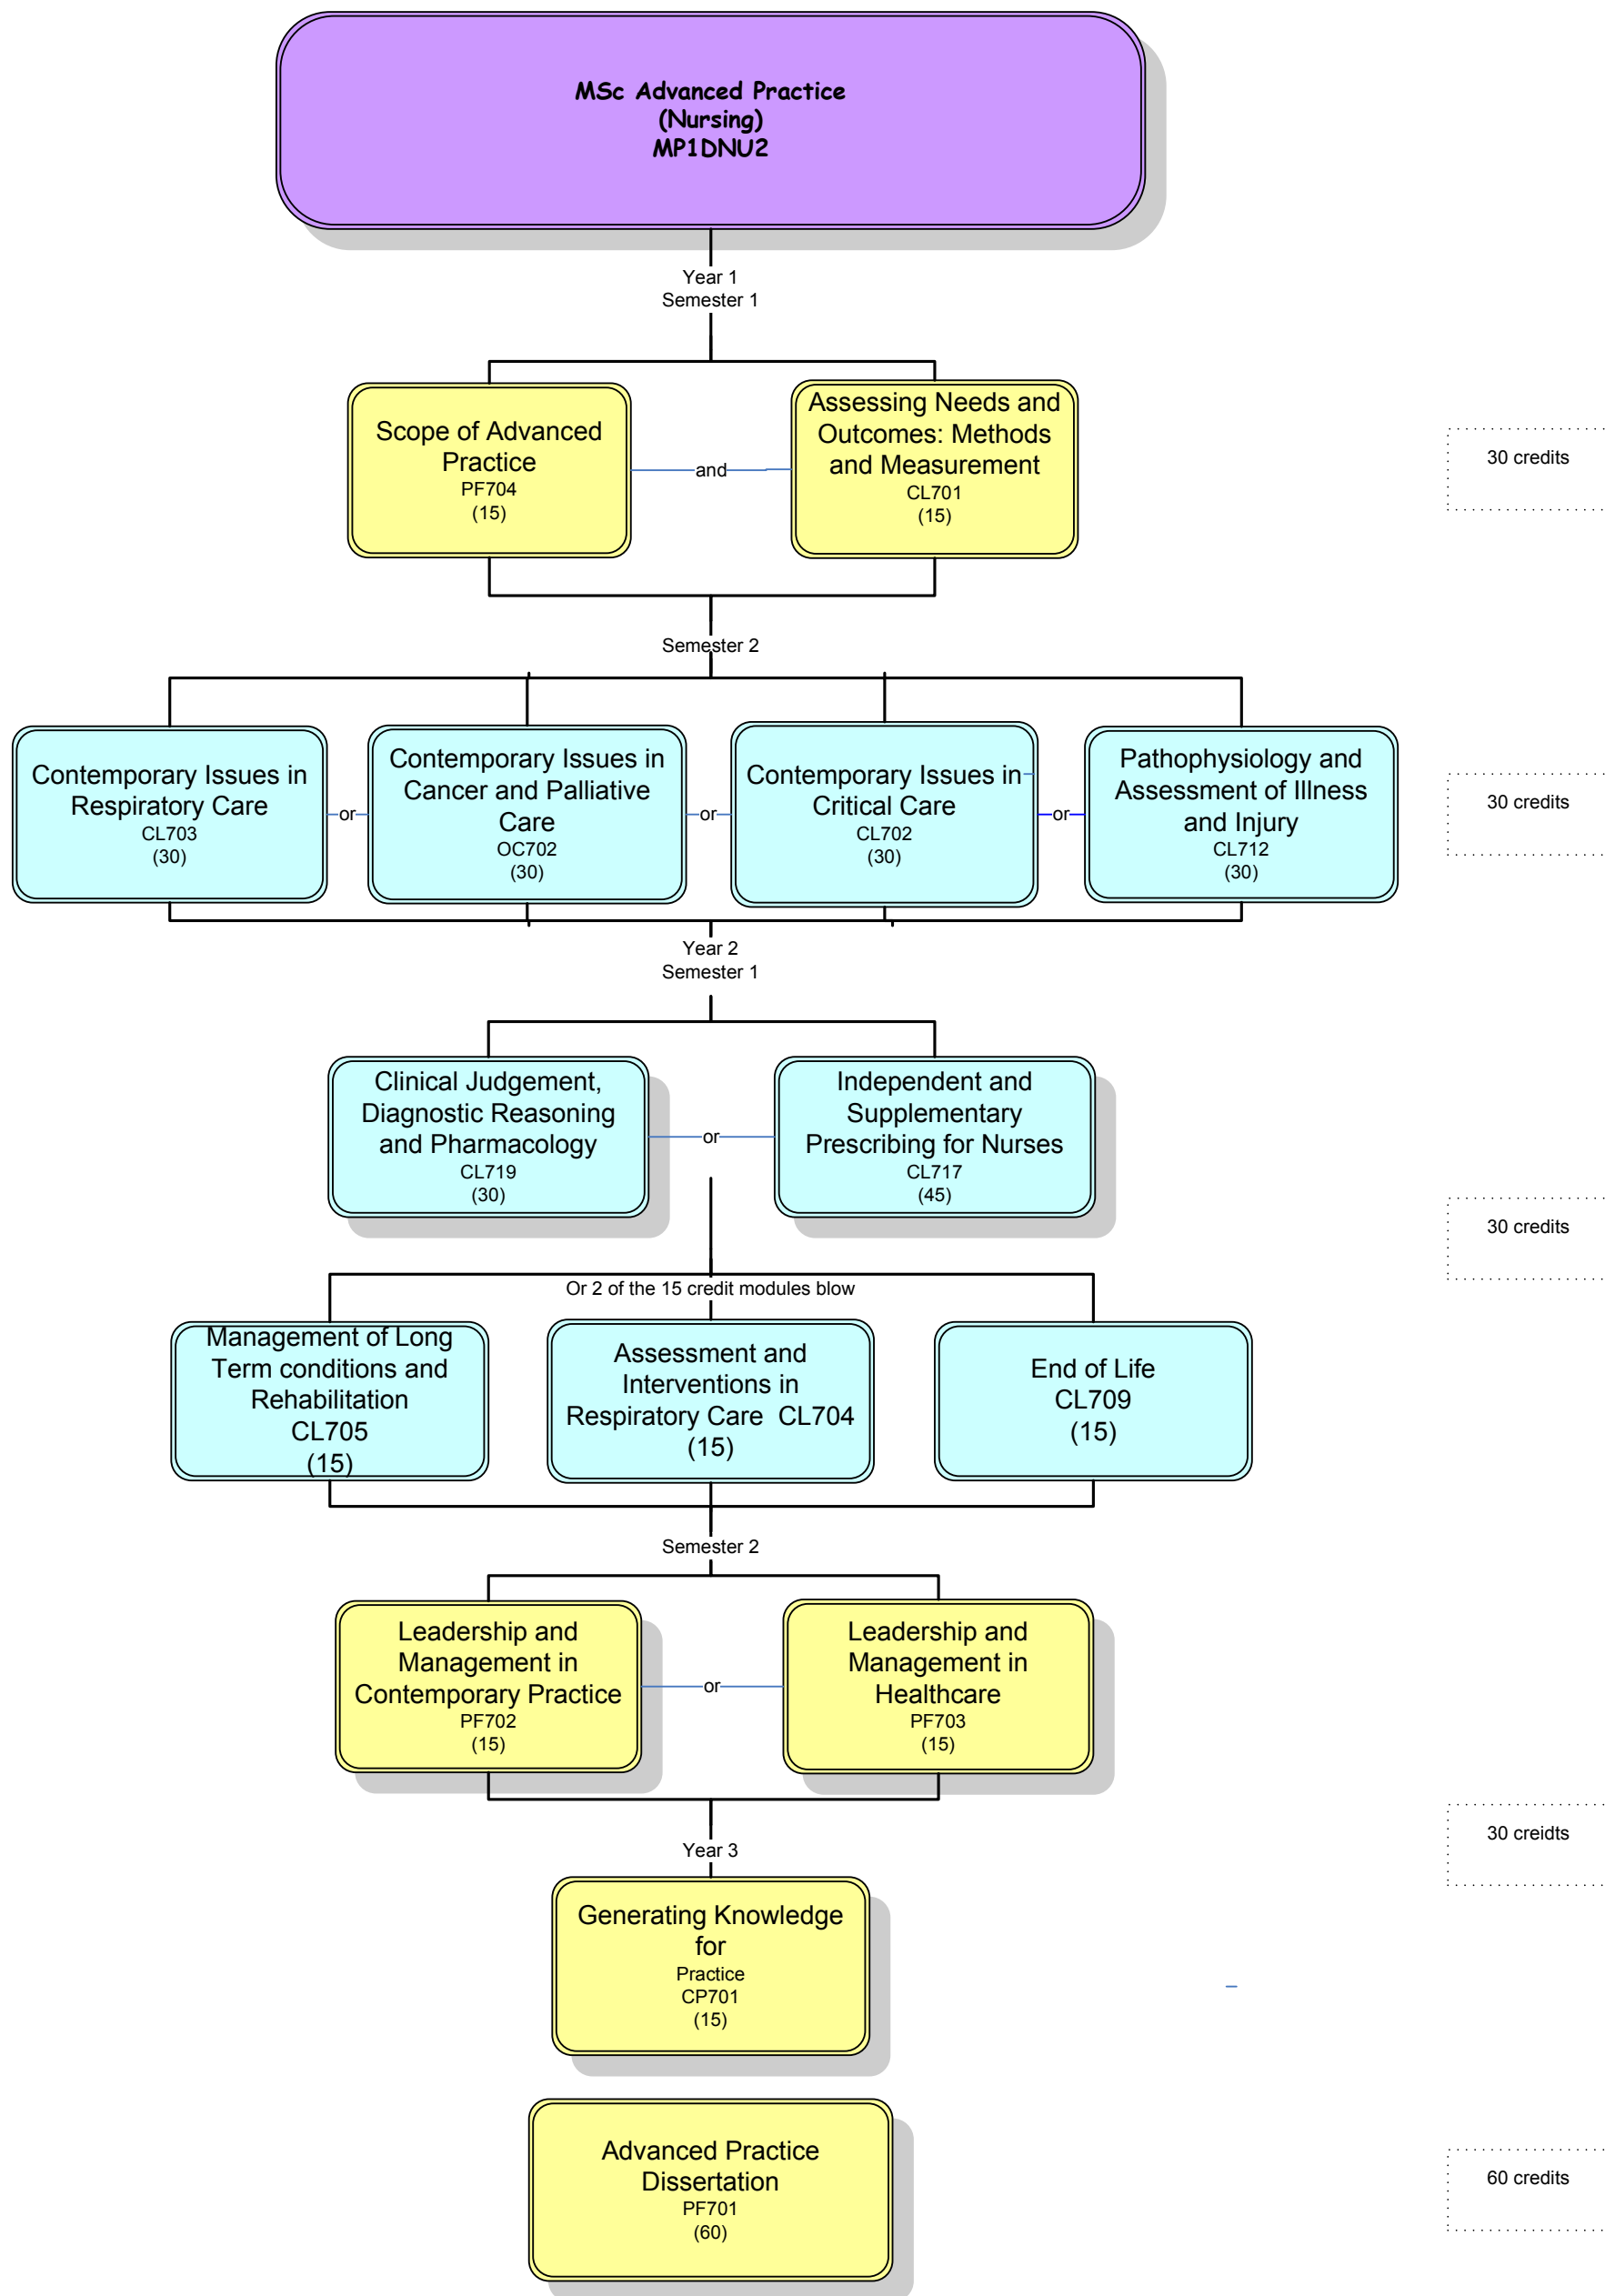 MSc Advanced Practice
(Nursing)
MP1DNU2
Year 1
Semester 1
Scope of Advanced
Practice
PF704
(15)
and
Assessing Needs and
Outcomes: Methods
and Measurement
CL701
(15)
30 credits
Semester 2
Contemporary Issues in
Respiratory Care
CL703
(30)
or
Contemporary Issues in
Cancer and Palliative
Care
OC702
(30)
or
Contemporary Issues in
Critical Care
CL702
(30)
or
Pathophysiology and
Assessment of Illness
and Injury
CL712
(30)
30 credits
Year 2
Semester 1
Clinical Judgement,
Diagnostic Reasoning
and Pharmacology
CL719
(30)
or
Independent and
Supplementary
Prescribing for Nurses
CL717
(45)
30 credits
Or 2 of the 15 credit modules blow
Management of Long
Term conditions and
Rehabilitation
CL705
(15)
Assessment and
Interventions in
Respiratory Care  CL704
(15)
End of Life
CL709
(15)
Semester 2
Leadership and
Management in
Contemporary Practice
PF702
(15)
or
Leadership and
Management in
Healthcare
PF703
(15)
30 creidts
Year 3
Generating Knowledge
for
Practice
CP701
(15)
Advanced Practice
Dissertation
PF701
(60)
60 credits